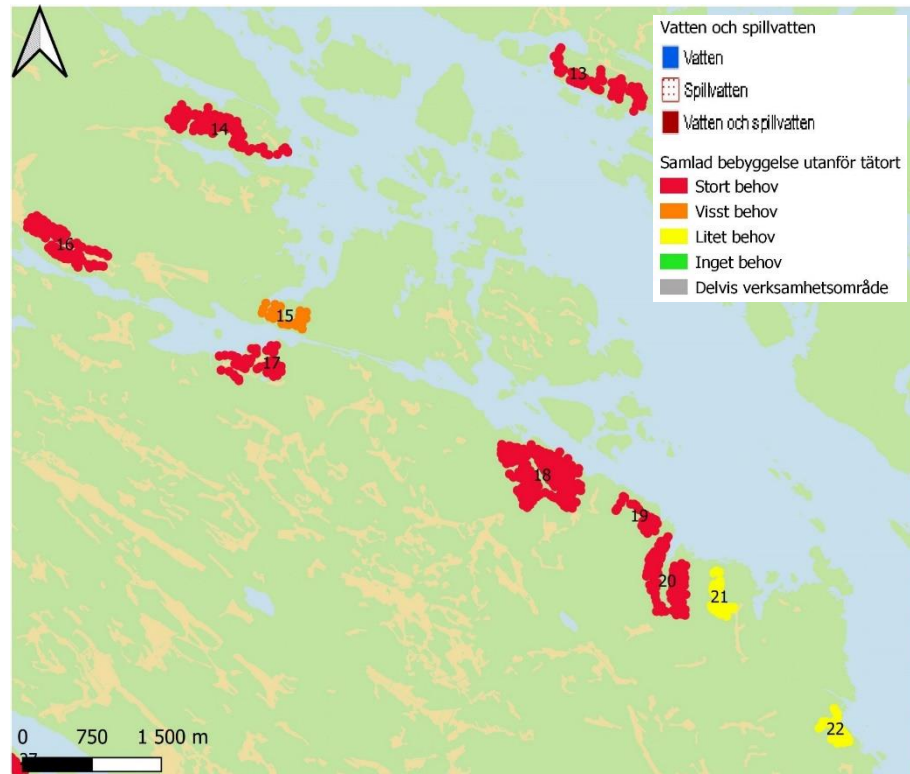 Vatten och spillvatten
Vatten
Spillvatten
Vatten och spillvatten
Samlad bebyggelse utanför tätort
Stort behov
Visst behov
Litet behov
Inget behov
Delvis verksamhetsområde
13
14
16
15
17
18
19
20
21
22
0 750 1 500 m